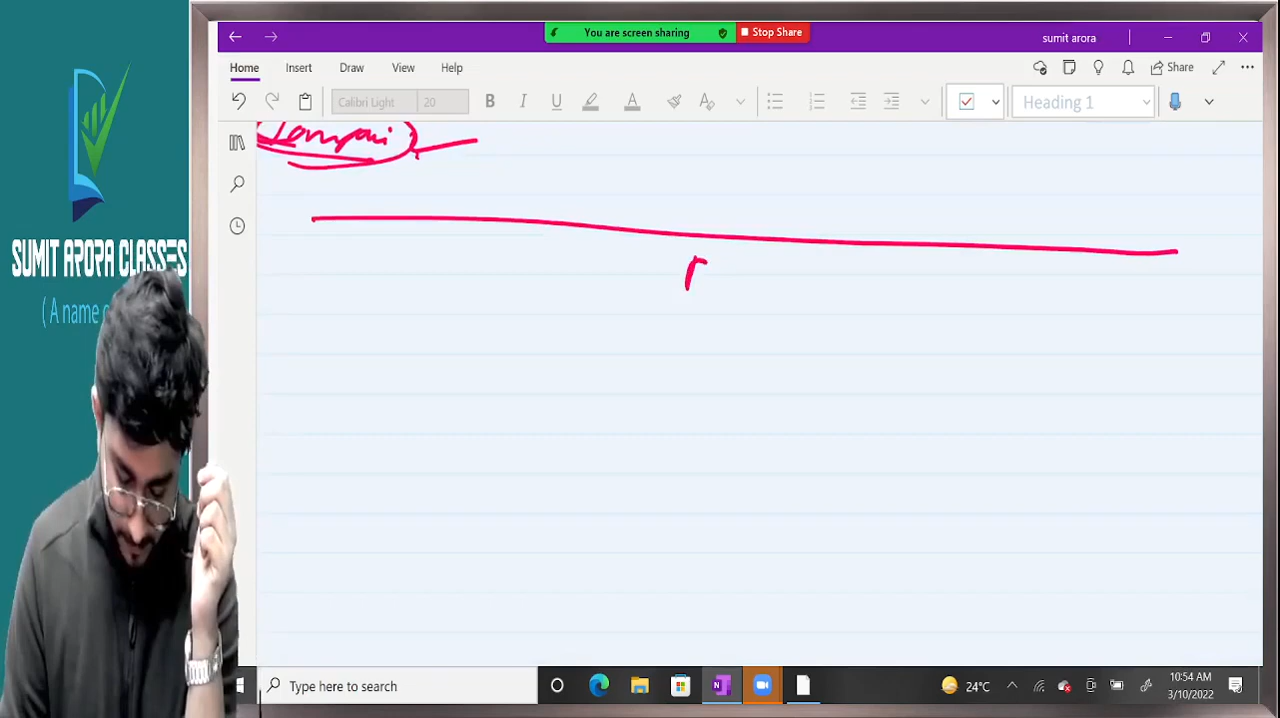 You are screen sharing
Stop Share
sumit arora
Home
Insert
Draw
View
Help
Share
Calibri Light
20
B
I
U
A
Heading 1
SUMIT ARORA CLASSES
( A name o
Type here to search
24°C
10:54 AM
3/10/2022